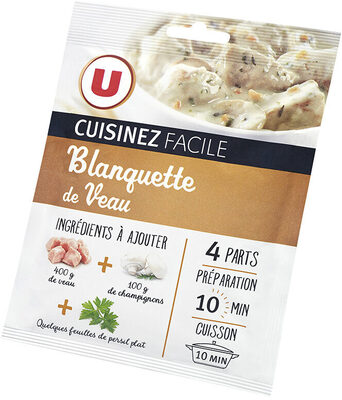 U
CUISINEZ FACILE
Blanquette
de Veau
INGRÉDIENTS À AJOUTER
400 g
de veau
+
100 g
de champignons
+
Quelques feuilles de persil plat
4 PARTS
PRÉPARATION
10 MIN
CUISSON
10 MIN